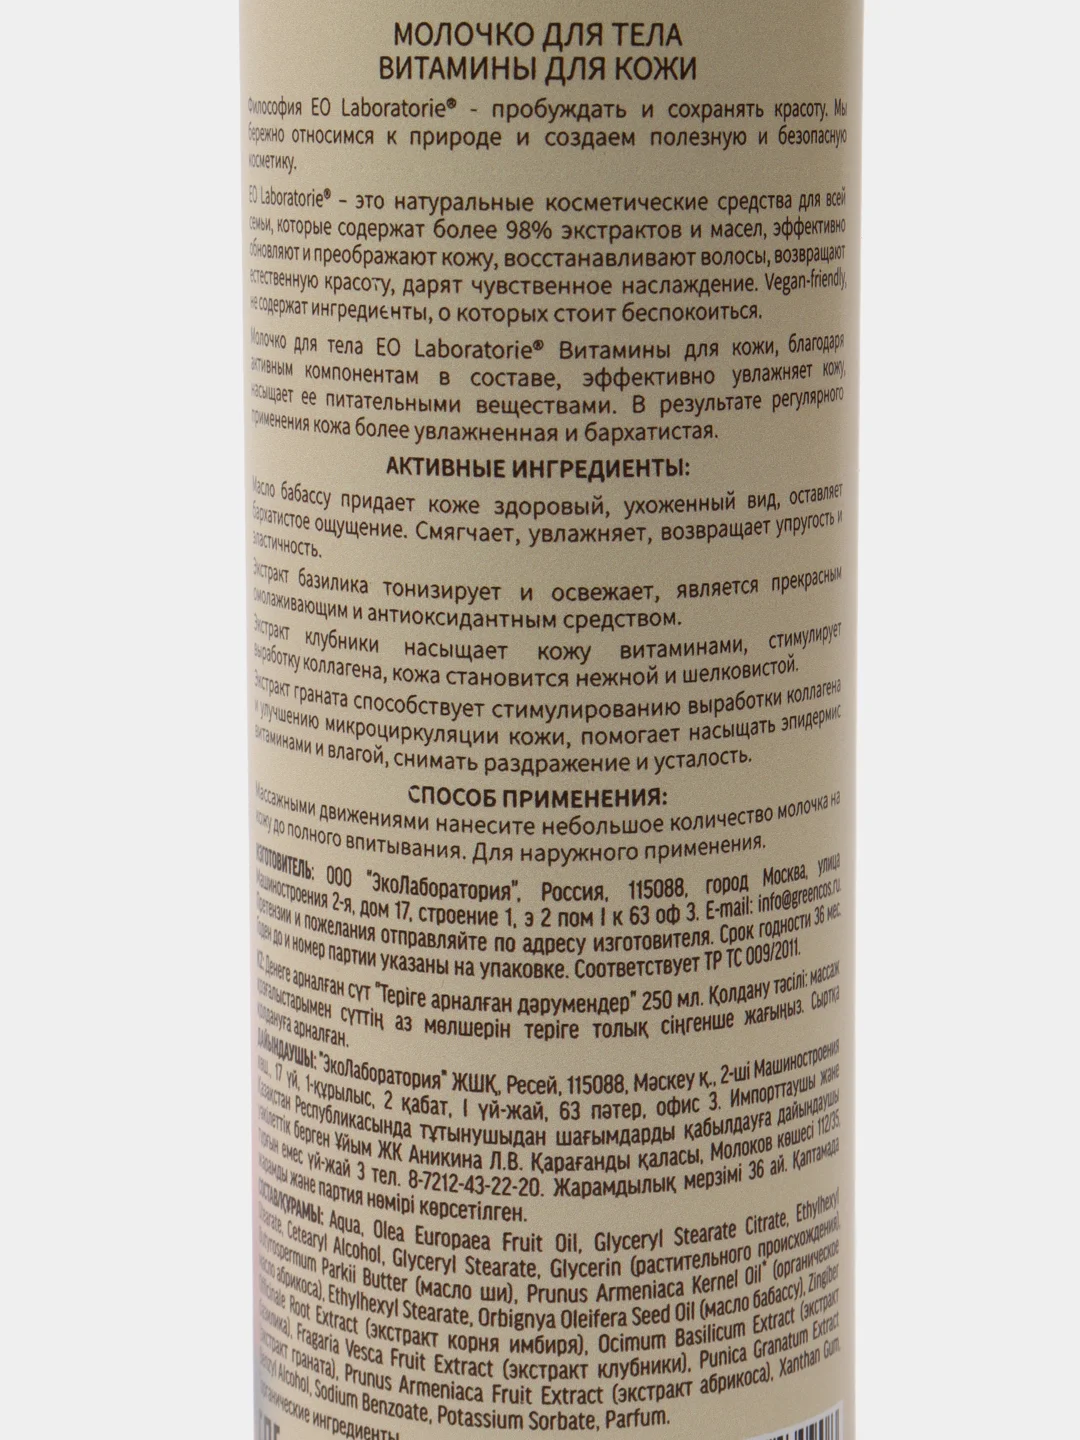 МОЛОЧКО ДЛЯ ТЕЛА
ВИТАМИНЫ ДЛЯ КОЖИ
Философия EO Laboratorie® - пробуждать и сохранять красоту. Мы
бережно относимся к природе и создаем полезную и безопасную
косметику.
EO Laboratorie® – это натуральные косметические средства для всей
семьи, которые содержат более 98% экстрактов и масел, эффективно
обновляют и преображают кожу, восстанавливают волосы, возвращают
естественную красоту, дарят чувственное наслаждение. Vegan-friendly,
не содержат ингредиенты, о которых стоит беспокоиться.
Молочко для тела EO Laboratorie® Витамины для кожи, благодаря
активным компонентам в составе, эффективно увлажняет кожу,
насыщает ее питательными веществами. В результате регулярного
применения кожа более увлажненная и бархатистая.
АКТИВНЫЕ ИНГРЕДИЕНТЫ:
Масло бабассу придает коже здоровый, ухоженный вид, оставляет
бархатистое ощущение. Смягчает, увлажняет, возвращает упругость и
эластичность.
Экстракт базилика тонизирует и освежает, является прекрасным
омолаживающим и антиоксидантным средством.
Экстракт клубники насыщает кожу витаминами, стимулирует
выработку коллагена, кожа становится нежной и шелковистой.
Экстракт граната способствует стимулированию выработки коллагена
и улучшению микроциркуляции кожи, помогает насыщать эпидермис
витаминами и влагой, снимать раздражение и усталость.
СПОСОБ ПРИМЕНЕНИЯ:
Массажными движениями нанесите небольшое количество молочка на
кожу до полного впитывания. Для наружного применения.
ИЗГОТОВИТЕЛЬ: ООО "ЭкоЛаборатория", Россия, 115088, город Москва, улица
Машиностроения 2-я, дом 17, строение 1, э 2 пом I к 63 оф 3. E-mail: info@greencos.ru.
Претензии и пожелания отправляйте по адресу изготовителя. Срок годности 36 мес.
Годен до и номер партии указаны на упаковке. Соответствует ТР ТС 009/2011.
KZ: Денеге арналған сүт "Теріге арналған дәрумендер" 250 мл. Қолдану тәсілі: массаж
қозғалыстарымен сүттің аз мөлшерін теріге толық сіңгенше жағыңыз. Сыртқа
қолдануға арналған.
ДАЙЫНДАУШЫ: "ЭкоЛаборатория" ЖШҚ, Ресей, 115088, Мәскеу қ., 2-ші Машиностроения
көш., 17 үй, 1-құрылыс, 2 қабат, I үй-жай, 63 пәтер, офис 3. Импорттаушы және
Қазақстан Республикасында тұтынушыдан шағымдарды қабылдауға дайындаушы
уәкілеттік берген Ұйым ЖК Аникина Л.В. Қарағанды қаласы, Молоков көшесі 112/35,
тұрғын емес үй-жай 3 тел. 8-7212-43-22-20. Жарамдылық мерзімі 36 ай. Қаптамада
жарамды және партия нөмірі көрсетілген.
СОСТАВ/ҚҰРАМЫ: Aqua, Olea Europaea Fruit Oil, Glyceryl Stearate Citrate, Ethylhexyl
Stearate, Cetearyl Alcohol, Glyceryl Stearate, Glycerin (растительного происхождения),
Butyrospermum Parkii Butter (масло ши), Prunus Armeniaca Kernel Oil* (органическое
масло абрикоса), Ethylhexyl Stearate, Orbignya Oleifera Seed Oil (масло бабассу), Zingiber
Officinale Root Extract (экстракт корня имбиря), Ocimum Basilicum Extract (экстракт
базилика), Fragaria Vesca Fruit Extract (экстракт клубники), Punica Granatum Extract
(экстракт граната), Prunus Armeniaca Fruit Extract (экстракт абрикоса), Xanthan Gum,
Benzyl Alcohol, Sodium Benzoate, Potassium Sorbate, Parfum.
*органические ингредиенты